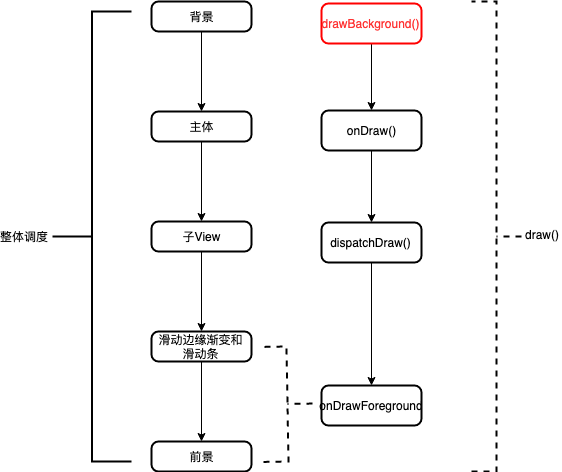 背景
drawBackground()
主体
onDraw()
整体调度
子View
dispatchDraw()
draw()
滑动边缘渐变和
滑动条
onDrawForeground
前景